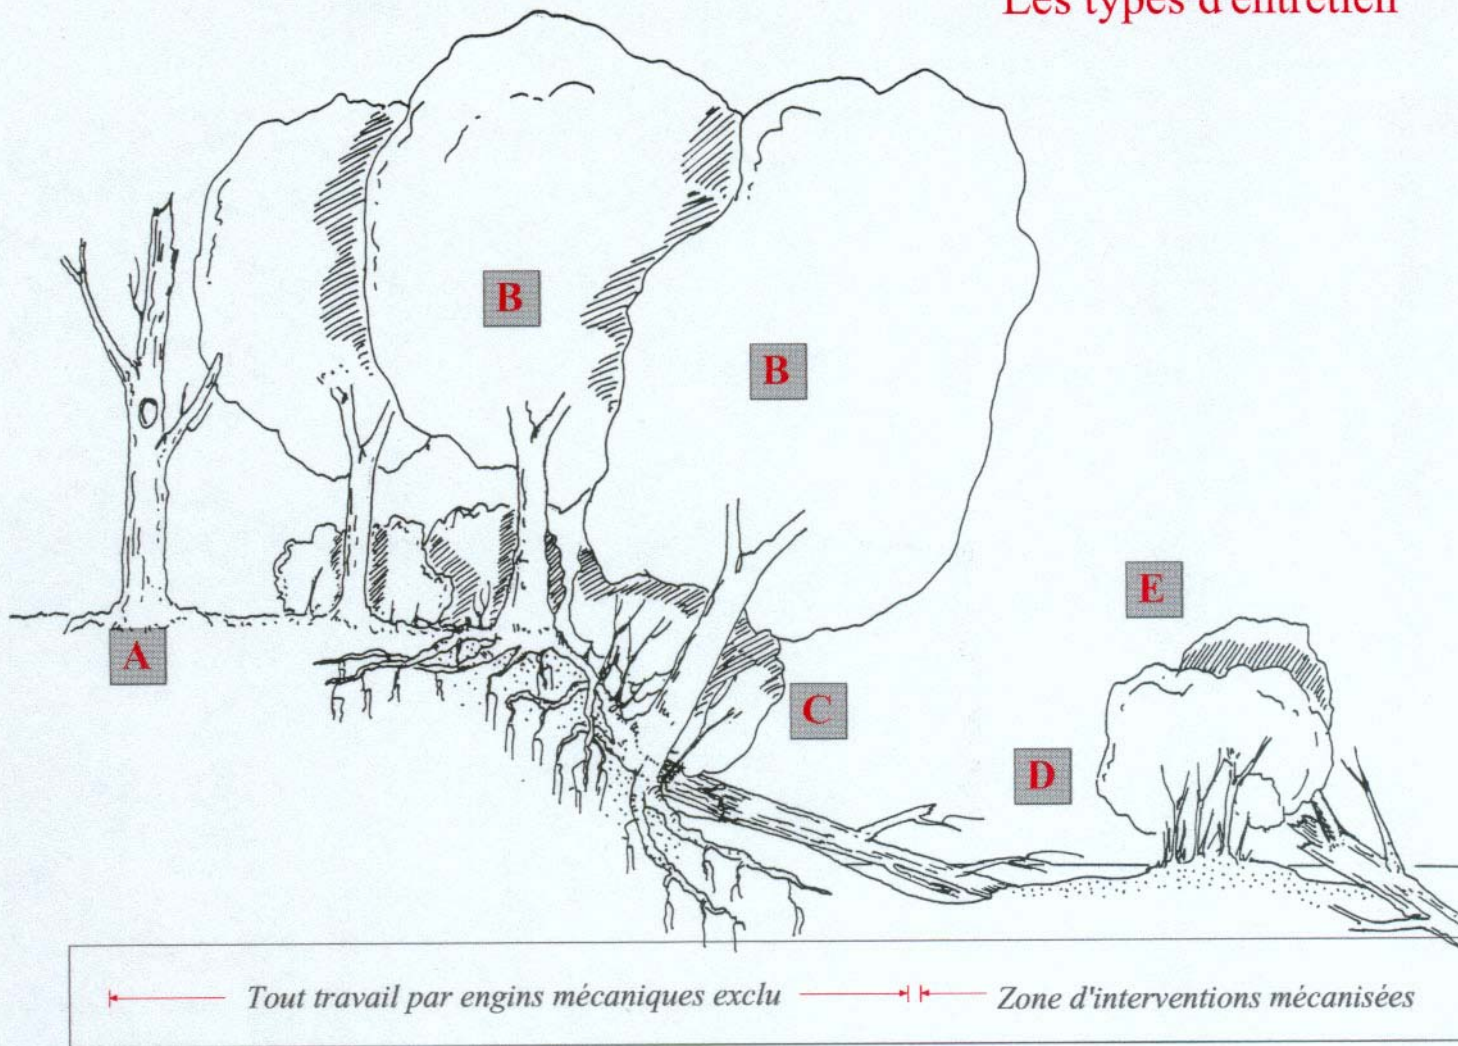 Les types d'entretien
B
B
E
A
C
D
Tout travail par engins mécaniques exclu
Zone d'interventions mécanisées